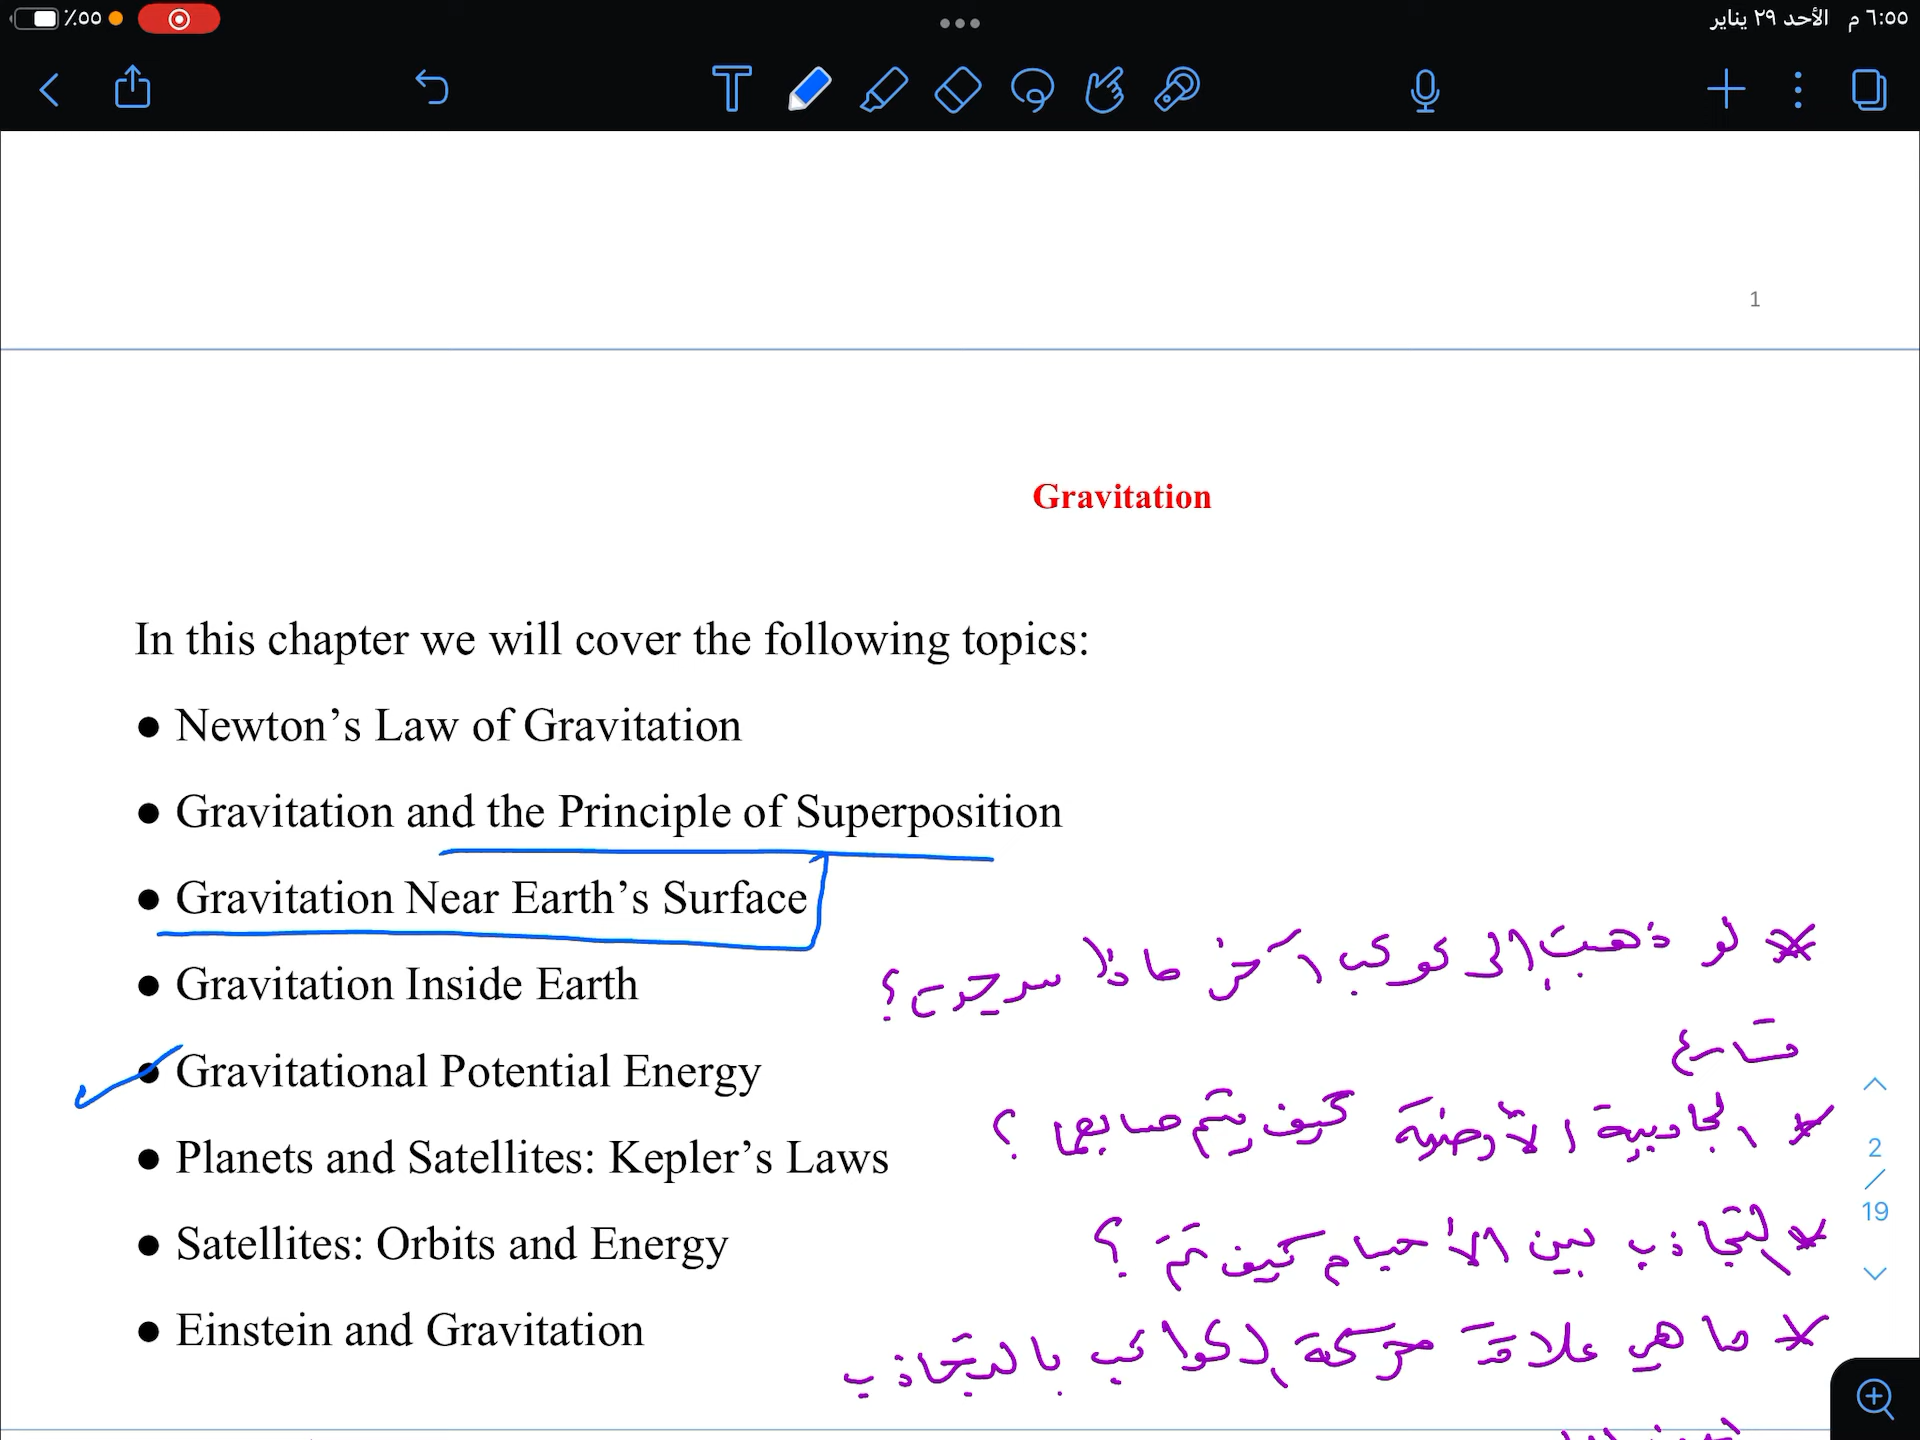 ٪٥٥
٦:٥٥ م الأحد ٢٩ يناير
1
Gravitation
In this chapter we will cover the following topics:
● Newton’s Law of Gravitation
● Gravitation and the Principle of Superposition
● Gravitation Near Earth’s Surface
● Gravitation Inside Earth
● Gravitational Potential Energy
● Planets and Satellites: Kepler’s Laws
● Satellites: Orbits and Energy
● Einstein and Gravitation
* لو ذهبت إلى كوكب آخر ماذا سيحدث؟
تسارع
* الجاذبية الأرضية كيف يتم حسابها؟
* التجاذب بين الأجسام كيف تم؟
* ما هي علاقة حركة الكواكب بالتجاذب
2
/
19